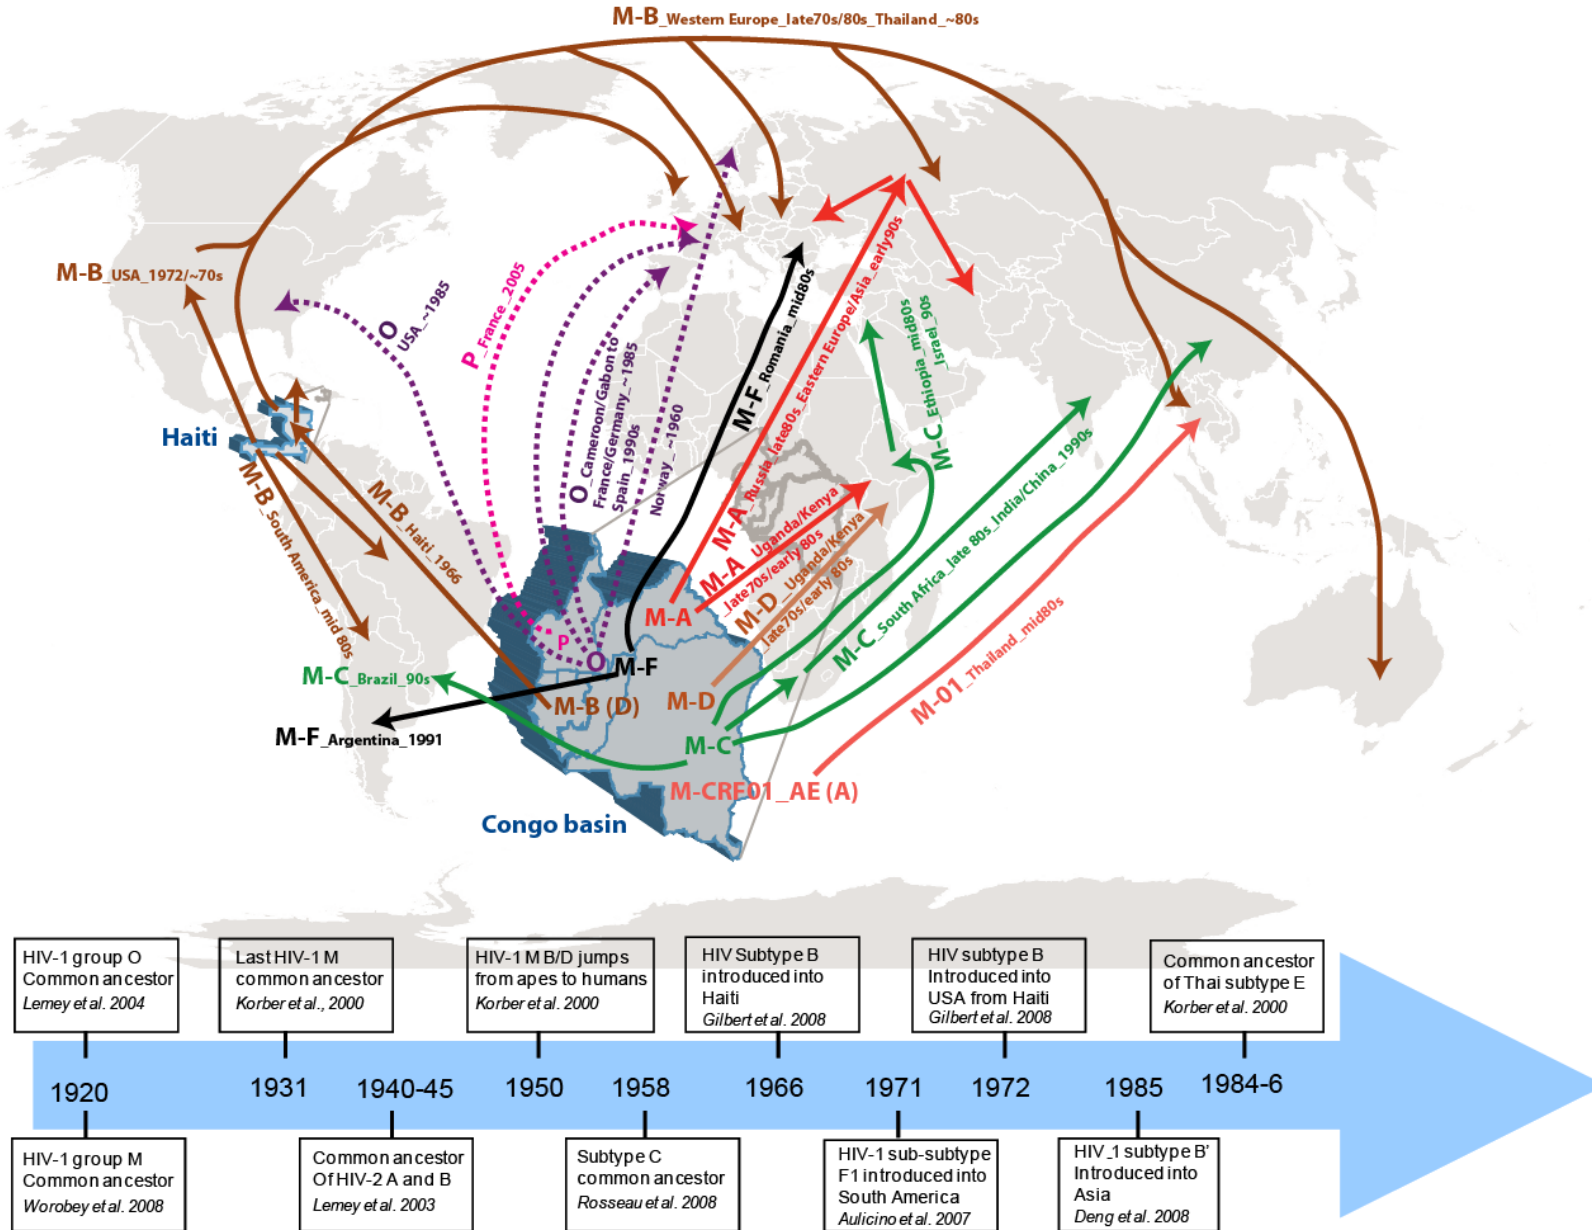 M-B_Western Europe_late70s/80s_Thailand_~80s
M-B_USA_1972/~70s
O
USA_~1985
P_France_2005
O_Cameroon/Gabon to
France/Germany_~1985
Spain_1990s
Norway_~1960
M-F_Romania_mid80s
M-A_Russia_late80s_Eastern Europe/Asia_early90s
M-C_Ethiopia_mid80s
_Israel_90s
Haiti
M-B_South America_mid 80s
M-B_Haiti_1966
M-A_Uganda/Kenya
_late70s/early 80s
M-D_Uganda/Kenya
_late70s/early 80s
M-C_South Africa_late 80s_India/China_1990s
M-01_Thailand_mid80s
M-A
P
O
M-F
M-C_Brazil_90s
M-B (D)
M-D
M-F_Argentina_1991
M-C
M-CRF01_AE (A)
Congo basin
HIV-1 group O
Common ancestor
Lemey et al. 2004
Last HIV-1 M
common ancestor
Korber et al., 2000
HIV-1 M B/D jumps
from apes to humans
Korber et al. 2000
HIV Subtype B
introduced into
Haiti
Gilbert et al. 2008
HIV subtype B
Introduced into
USA from Haiti
Gilbert et al. 2008
Common ancestor
of Thai subtype E
Korber et al. 2000
1920
1931
1940-45
1950
1958
1966
1971
1972
1985
1984-6
HIV-1 group M
Common ancestor
Worobey et al. 2008
Common ancestor
Of HIV-2 A and B
Lemey et al. 2003
Subtype C
common ancestor
Rosseau et al. 2008
HIV-1 sub-subtype
F1 introduced into
South America
Aulicino et al. 2007
HIV_1 subtype B'
Introduced into
Asia
Deng et al. 2008